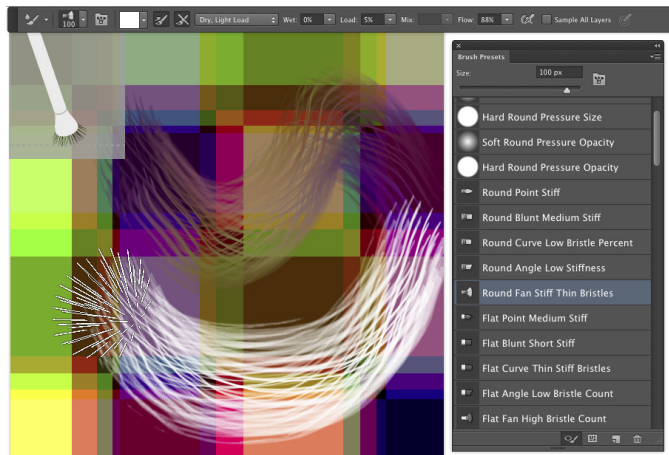 100
Dry, Light Load
Wet: 0%
Load: 5%
Mix:
Flow: 88%
Sample All Layers
Brush Presets
Size:
100 px
Hard Round Pressure Size
Soft Round Pressure Opacity
Hard Round Pressure Opacity
Round Point Stiff
Round Blunt Medium Stiff
Round Curve Low Bristle Percent
Round Angle Low Stiffness
Round Fan Stiff Thin Bristles
Flat Point Medium Stiff
Flat Blunt Short Stiff
Flat Curve Thin Stiff Bristles
Flat Angle Low Bristle Count
Flat Fan High Bristle Count